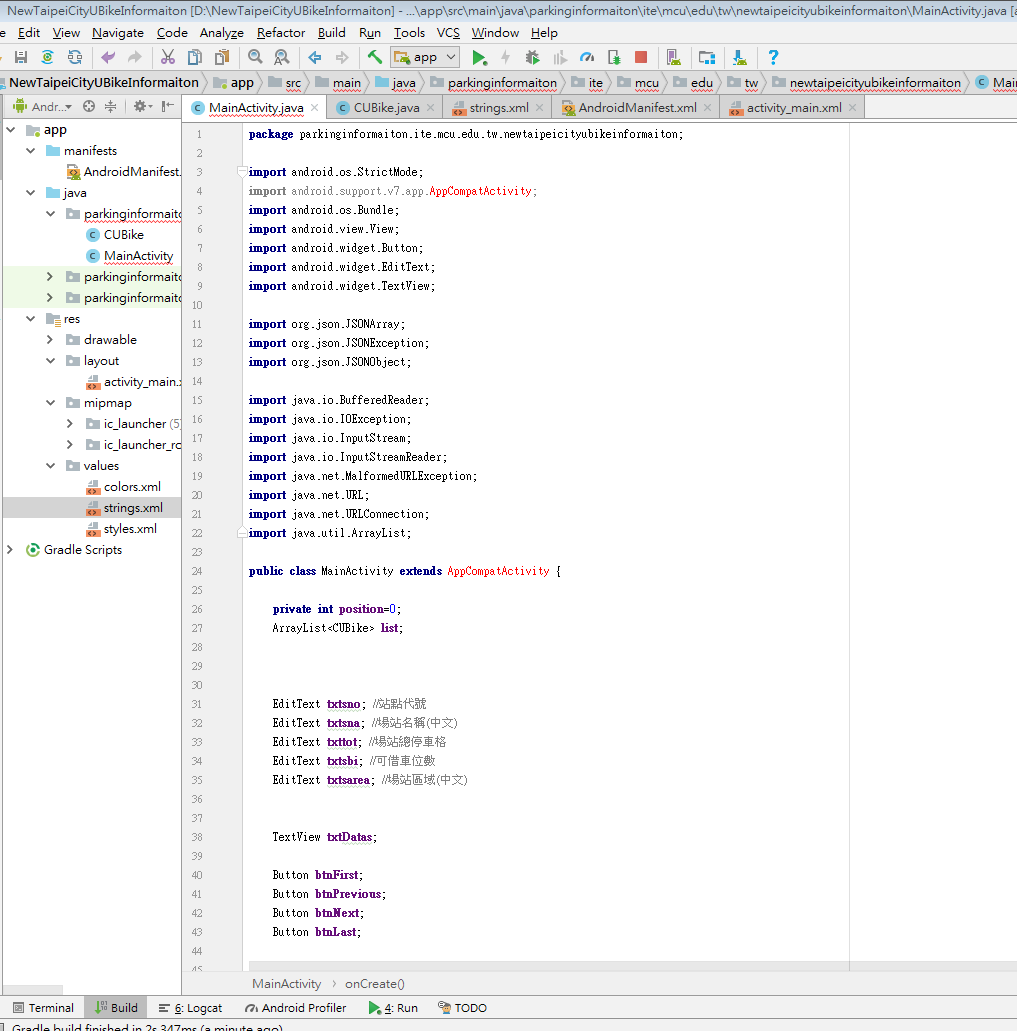 NewTaipeiCityUBikeInformaiton [D:\NewTaipeiCityUBikeInformaiton] - ...\app\src\main\java\parkinginformaiton\ite\mcu\edu\tw\newtaipeicityubikeinformaiton\MainActivity.java [a
Edit View Navigate Code Analyze Refactor Build Run Tools VCS Window Help
app
NewTaipeiCityUBikeInformaiton app src main java parkinginformaiton ite mcu edu tw newtaipeicityubikeinformaiton Mai
Andr... MainActivity.java CUBike.java strings.xml AndroidManifest.xml activity_main.xml
app
manifests
AndroidManifest.
java
parkinginformaito
CUBike
MainActivity
parkinginformaito
parkinginformaito
res
drawable
layout
activity_main.x
mipmap
ic_launcher (5)
ic_launcher_ro
values
colors.xml
strings.xml
styles.xml
Gradle Scripts
1 package parkinginformaiton.ite.mcu.edu.tw.newtaipeicityubikeinformaiton;
2
3 import android.os.StrictMode;
4 import android.support.v7.app.AppCompatActivity;
5 import android.os.Bundle;
6 import android.view.View;
7 import android.widget.Button;
8 import android.widget.EditText;
9 import android.widget.TextView;
10
11 import org.json.JSONArray;
12 import org.json.JSONException;
13 import org.json.JSONObject;
14
15 import java.io.BufferedReader;
16 import java.io.IOException;
17 import java.io.InputStream;
18 import java.io.InputStreamReader;
19 import java.net.MalformedURLException;
20 import java.net.URL;
21 import java.net.URLConnection;
22 import java.util.ArrayList;
23
24 public class MainActivity extends AppCompatActivity {
25
26 private int position=0;
27 ArrayList<CUBike> list;
28
29
30
31 EditText txtsno; //站點代號
32 EditText txtsna; //場站名稱(中文)
33 EditText txttot; //場站總停車格
34 EditText txtsbi; //可借車位數
35 EditText txtsarea; //場站區域(中文)
36
37
38 TextView txtDatas;
39
40 Button btnFirst;
41 Button btnPrevious;
42 Button btnNext;
43 Button btnLast;
44
45
MainActivity onCreate()
Terminal Build 6: Logcat Android Profiler 4: Run TODO
Gradle build finished in 2s 347ms (a minute ago)